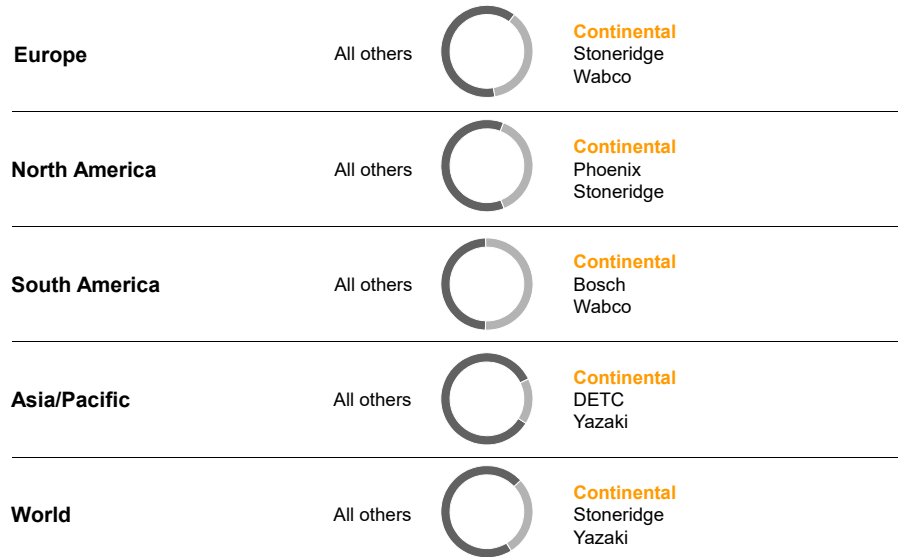 Europe
All others
Continental
Stoneridge
Wabco
North America
All others
Continental
Phoenix
Stoneridge
South America
All others
Continental
Bosch
Wabco
Asia/Pacific
All others
Continental
DETC
Yazaki
World
All others
Continental
Stoneridge
Yazaki